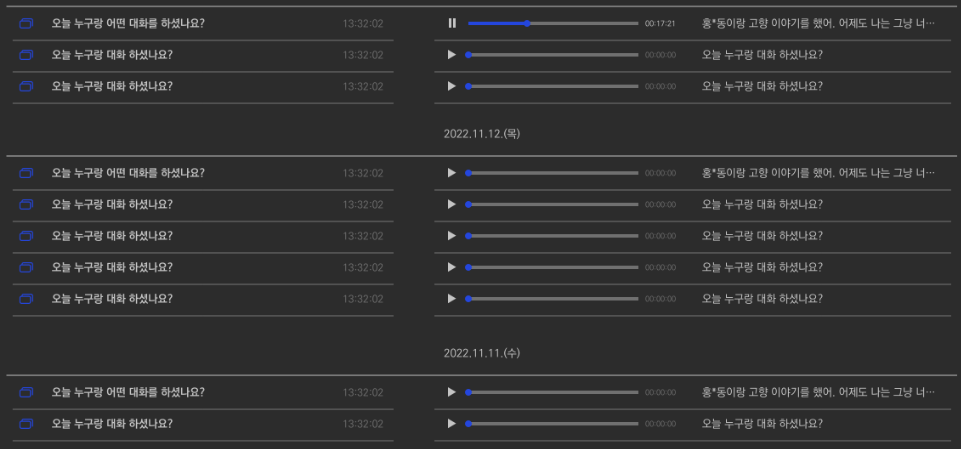 오늘 누구랑 어떤 대화를 하셨나요? 13:32:02 00:17:21 홍*동이랑 고향 이야기를 했어. 어제도 나는 그냥 너…
오늘 누구랑 대화 하셨나요? 13:32:02 00:00:00 오늘 누구랑 대화 하셨나요?
오늘 누구랑 대화 하셨나요? 13:32:02 00:00:00 오늘 누구랑 대화 하셨나요?
2022.11.12.(목)
오늘 누구랑 어떤 대화를 하셨나요? 13:32:02 00:00:00 홍*동이랑 고향 이야기를 했어. 어제도 나는 그냥 너…
오늘 누구랑 대화 하셨나요? 13:32:02 00:00:00 오늘 누구랑 대화 하셨나요?
오늘 누구랑 대화 하셨나요? 13:32:02 00:00:00 오늘 누구랑 대화 하셨나요?
오늘 누구랑 대화 하셨나요? 13:32:02 00:00:00 오늘 누구랑 대화 하셨나요?
오늘 누구랑 대화 하셨나요? 13:32:02 00:00:00 오늘 누구랑 대화 하셨나요?
2022.11.11.(수)
오늘 누구랑 어떤 대화를 하셨나요? 13:32:02 00:00:00 홍*동이랑 고향 이야기를 했어. 어제도 나는 그냥 너…
오늘 누구랑 대화 하셨나요? 13:32:02 00:00:00 오늘 누구랑 대화 하셨나요?